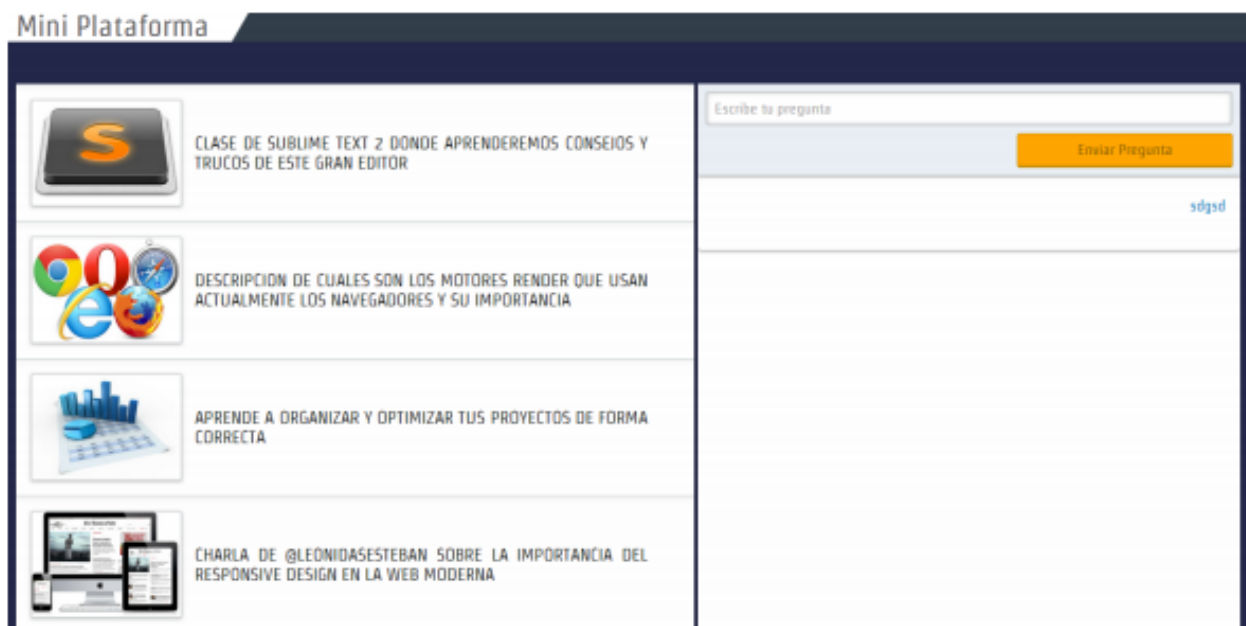 Mini Plataforma
CLASE DE SUBLIME TEXT 2 DONDE APRENDEREMOS CONSEJOS Y
TRUCOS DE ESTE GRAN EDITOR
DESCRIPCION DE CUALES SON LOS MOTORES RENDER QUE USAN
ACTUALMENTE LOS NAVEGADORES Y SU IMPORTANCIA
APRENDE A ORGANIZAR Y OPTIMIZAR TUS PROYECTOS DE FORMA
CORRECTA
CHARLA DE @LEONIDASESTEBAN SOBRE LA IMPORTANCIA DEL
RESPONSIVE DESIGN EN LA WEB MODERNA
Escribe tu pregunta
Enviar Pregunta
sdgsd